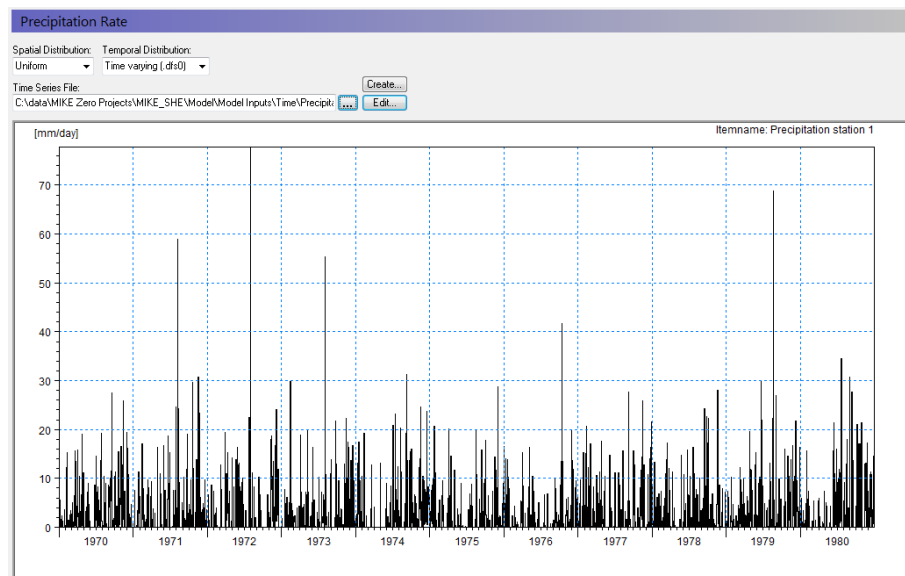 Precipitation Rate
Spatial Distribution: Temporal Distribution:
Uniform Time varying (.dfs0)
Time Series File:
Create...
C:\data\MIKE Zero Projects\MIKE_SHE\Model\Model Inputs\Time\Precipita ... Edit...
[mm/day] Itemname: Precipitation station 1
70
60
50
40
30
20
10
0
1970 1971 1972 1973 1974 1975 1976 1977 1978 1979 1980